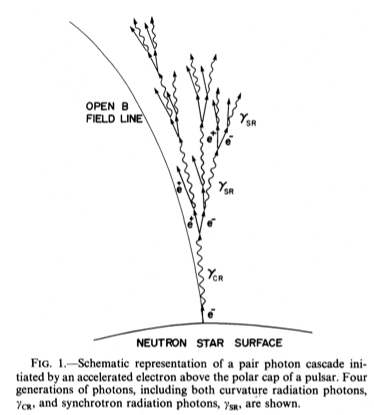 OPEN B
FIELD LINE
γSR
e+
e-
γSR
e+
e-
γCR
e-
NEUTRON STAR SURFACE
FIG. 1.—Schematic representation of a pair photon cascade ini-
tiated by an accelerated electron above the polar cap of a pulsar. Four
generations of photons, including both curvature radiation photons,
γCR, and synchrotron radiation photons, γSR, are shown.